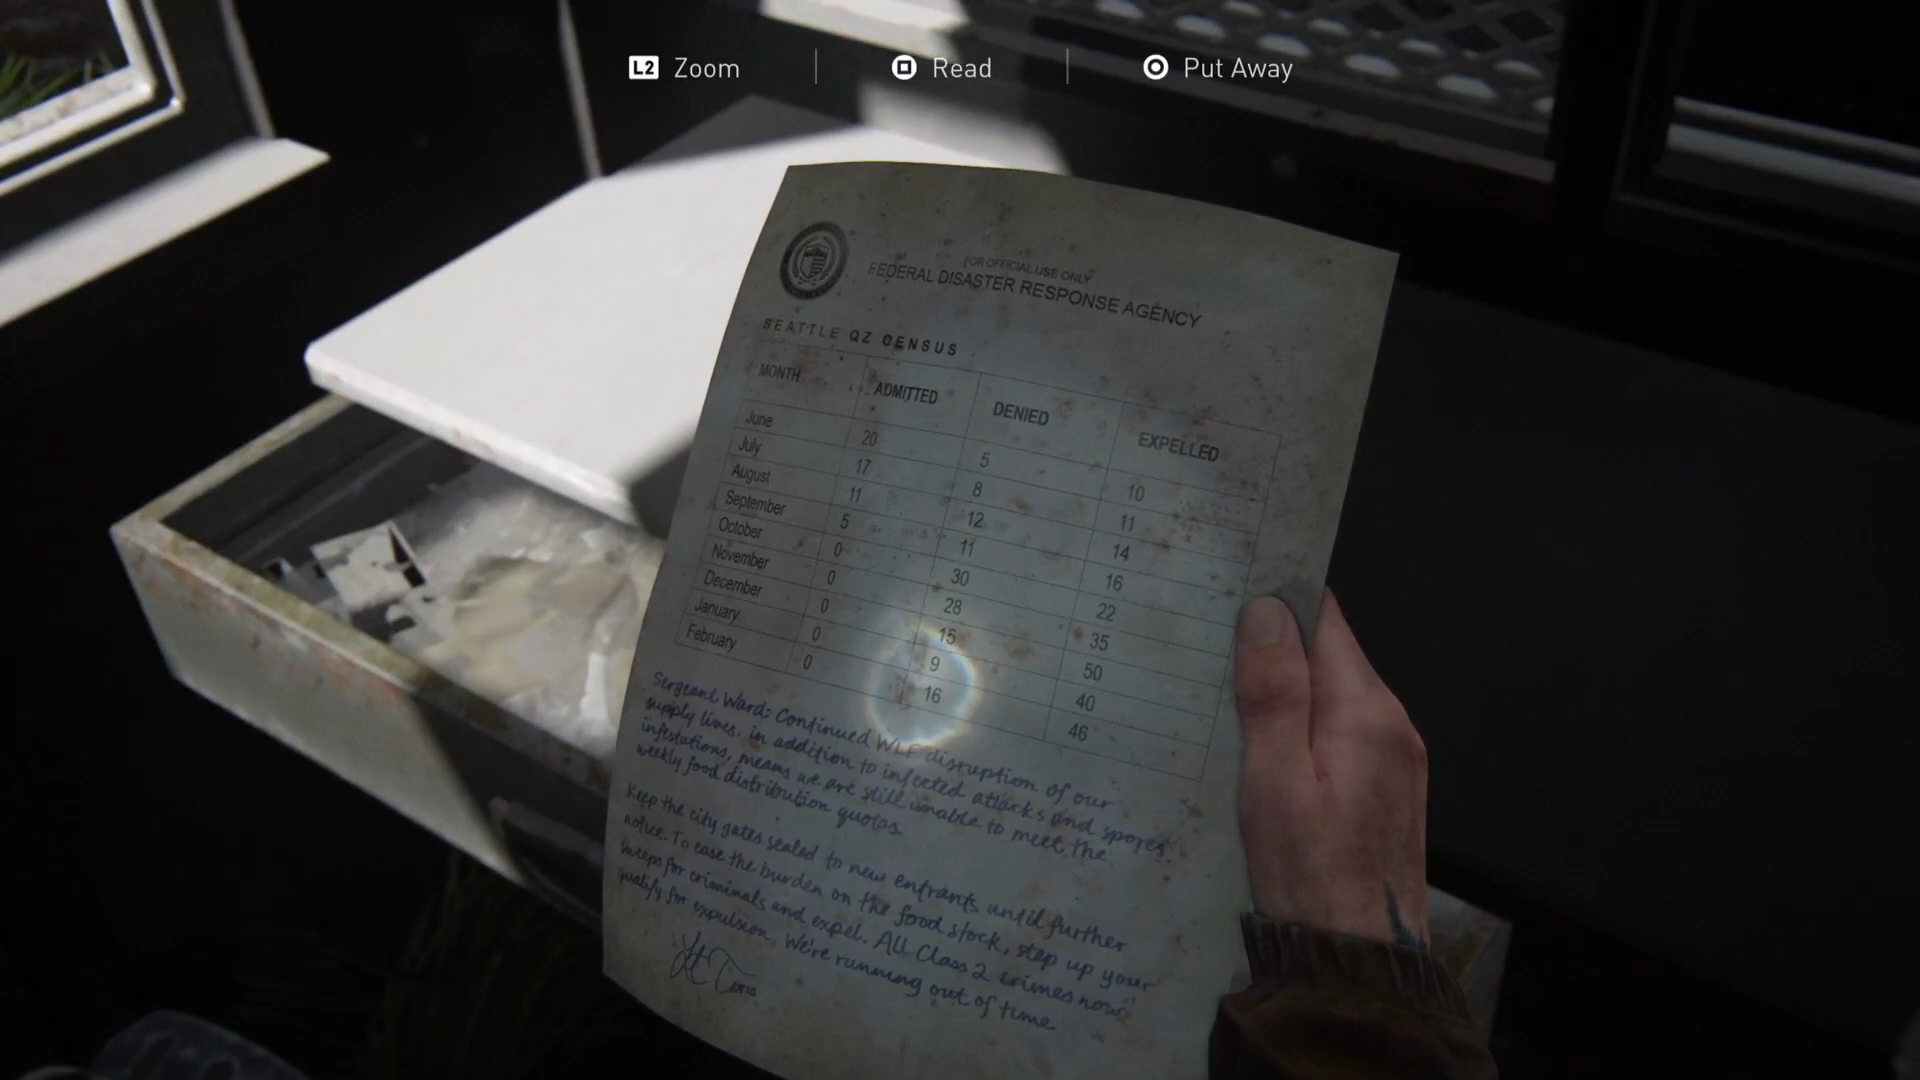 L2 Zoom Read Put Away
FOR OFFICIAL USE ONLY
FEDERAL DISASTER RESPONSE AGENCY
SEATTLE QZ CENSUS
MONTH ADMITTED DENIED EXPELLED
June 20 5 10
July 17 8 11
August 11 12 14
September 5 11 16
October 0 30 22
November 0 28 35
December 0 15 50
January 0 9 40
February 0 16 46
Sergeant Ward: Continued WLF disruption of our
supply lines, in addition to infected attacks and spores
infestations, means we are still unable to meet the
weekly food distribution quotas.
Keep the city gates sealed to new entrants until further
notice. To ease the burden on the food stock, step up your
sweeps for criminals and expel. All Class 2 crimes now
qualify for expulsion. We're running out of time.
Lt